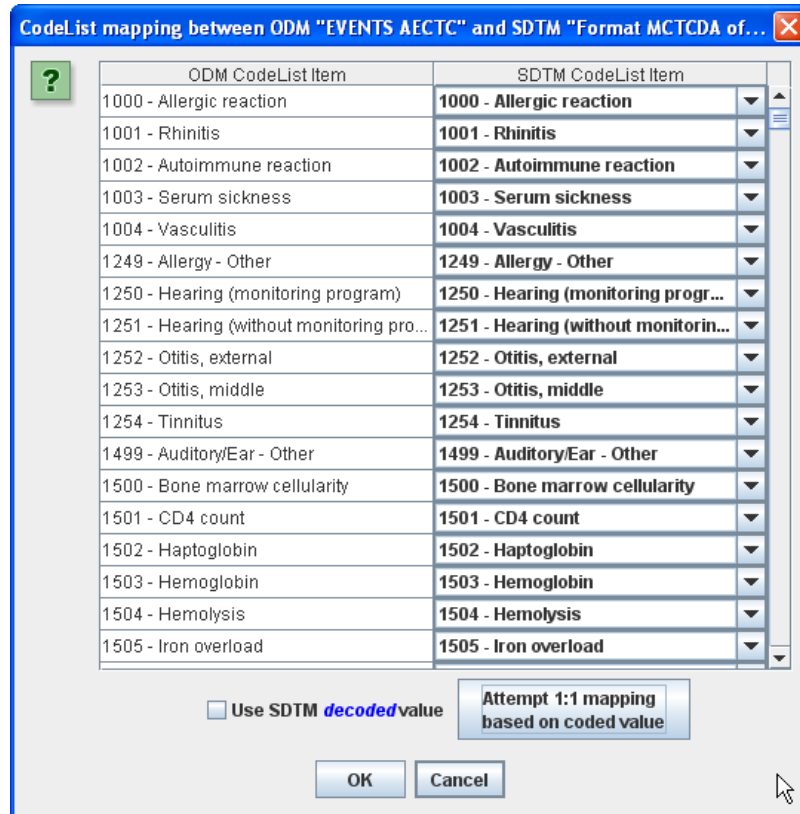 CodeList mapping between ODM "EVENTS AECTC" and SDTM "Format MCTCDA of...
?
ODM CodeList Item SDTM CodeList Item
1000 - Allergic reaction 1000 - Allergic reaction
1001 - Rhinitis 1001 - Rhinitis
1002 - Autoimmune reaction 1002 - Autoimmune reaction
1003 - Serum sickness 1003 - Serum sickness
1004 - Vasculitis 1004 - Vasculitis
1249 - Allergy - Other 1249 - Allergy - Other
1250 - Hearing (monitoring program) 1250 - Hearing (monitoring progr...
1251 - Hearing (without monitoring pro... 1251 - Hearing (without monitorin...
1252 - Otitis, external 1252 - Otitis, external
1253 - Otitis, middle 1253 - Otitis, middle
1254 - Tinnitus 1254 - Tinnitus
1499 - Auditory/Ear - Other 1499 - Auditory/Ear - Other
1500 - Bone marrow cellularity 1500 - Bone marrow cellularity
1501 - CD4 count 1501 - CD4 count
1502 - Haptoglobin 1502 - Haptoglobin
1503 - Hemoglobin 1503 - Hemoglobin
1504 - Hemolysis 1504 - Hemolysis
1505 - Iron overload 1505 - Iron overload
Use SDTM decoded value
Attempt 1:1 mapping
based on coded value
OK Cancel